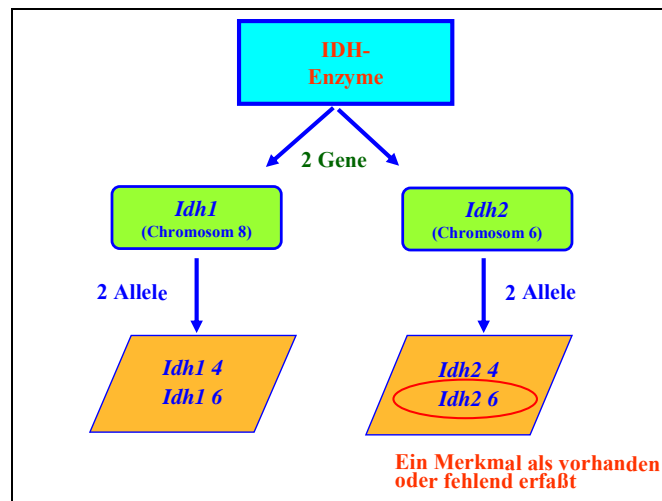 IDH-
Enzyme
2 Gene
Idh1
(Chromosom 8)
Idh2
(Chromosom 6)
2 Allele
2 Allele
Idh1 4
Idh1 6
Idh2 4
Idh2 6
Ein Merkmal als vorhanden
oder fehlend erfaßt